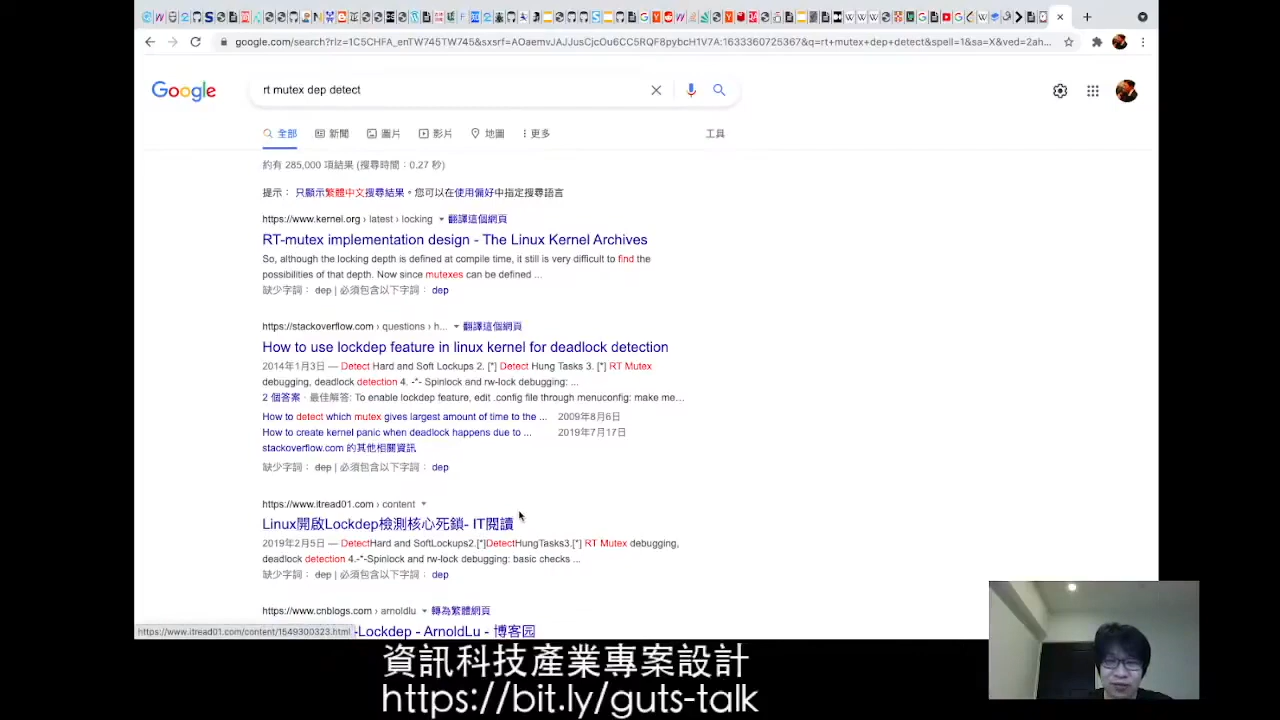 google.com/search?rlz=1C5CHFA_enTW745TW745&sxsrf=AOaemvJAJJusCjcOu6CC5RQF8pybcH1V7A:1633360725367&q=rt+mutex+dep+detect&spell=1&sa=X&ved=2ah...
Google
rt mutex dep detect
全部 新聞 圖片 影片 地圖 更多 工具
約有 285,000 項結果 (搜尋時間：0.27 秒)
提示： 只顯示繁體中文搜尋結果。您可以在使用偏好中指定搜尋語言
https://www.kernel.org › latest › locking 翻譯這個網頁
RT-mutex implementation design - The Linux Kernel Archives
So, although the locking depth is defined at compile time, it still is very difficult to find the
possibilities of that depth. Now since mutexes can be defined ...
缺少字詞： dep | 必須包含以下字詞： dep
https://stackoverflow.com › questions › h... 翻譯這個網頁
How to use lockdep feature in linux kernel for deadlock detection
2014年1月3日 — Detect Hard and Soft Lockups 2. [*] Detect Hung Tasks 3. [*] RT Mutex
debugging, deadlock detection 4. -*- Spinlock and rw-lock debugging: ...
2 個答案 · 最佳解答: To enable lockdep feature, edit .config file through menuconfig: make me...
How to detect which mutex gives largest amount of time to the ... 2009年8月6日
How to create kernel panic when deadlock happens due to ... 2019年7月17日
stackoverflow.com 的其他相關資訊
缺少字詞： dep | 必須包含以下字詞： dep
https://www.itread01.com › content
Linux開啟Lockdep檢測核心死鎖- IT閱讀
2019年2月5日 — DetectHard and SoftLockups2.[*]DetectHungTasks3.[*] RT Mutex debugging,
deadlock detection 4.-*-Spinlock and rw-lock debugging: basic checks ...
缺少字詞： dep | 必須包含以下字詞： dep
https://www.cnblogs.com › arnoldlu 轉為繁體網頁
-Lockdep - ArnoldLu - 博客园
https://www.itread01.com/content/1549300323.html
資訊科技產業專案設計
https://bit.ly/guts-talk